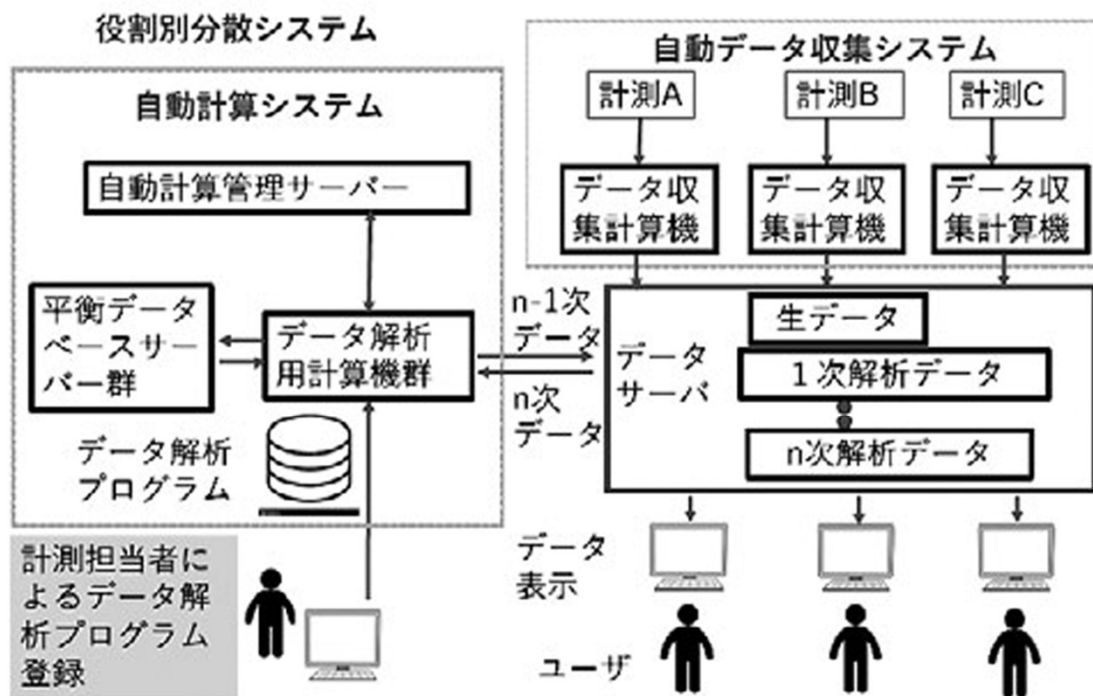 役割別分散システム
自動計算システム
自動計算管理サーバー
平衡データ
ベースサー
バー群
データ解析
用計算機群
データ解析
プログラム
計測担当者に
よるデータ解
析プログラム
登録
自動データ収集システム
計測A
計測B
計測C
データ収
集計算機
データ収
集計算機
データ収
集計算機
n-1次
データ
n次
データ
データ
サーバ
生データ
1次解析データ
n次解析データ
データ
表示
ユーザ